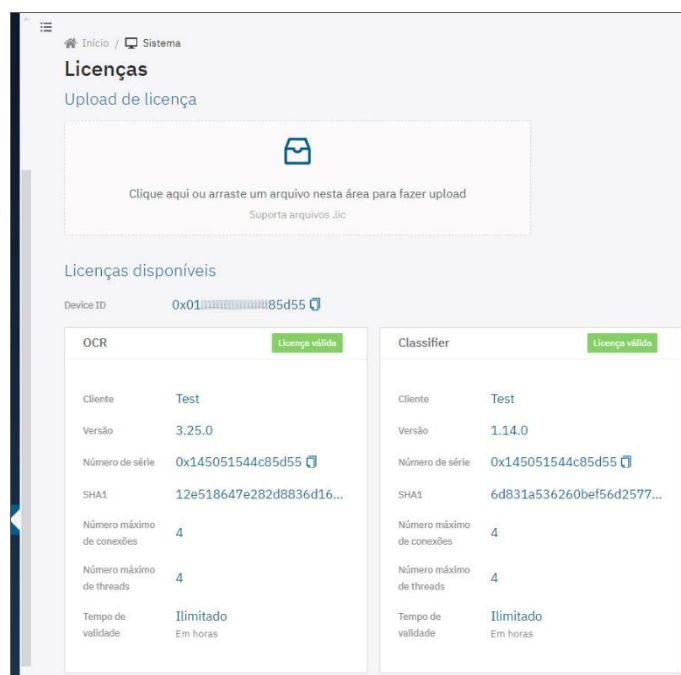 Início / Sistema
Licenças
Upload de licença
Clique aqui ou arraste um arquivo nesta área para fazer upload
Suporta arquivos .lic
Licenças disponíveis
Device ID 0x01 85d55
OCR Licença válida
Cliente Test
Versão 3.25.0
Número de série 0x145051544c85d55
SHA1 12e518647e282d8836d16...
Número máximo de conexões 4
Número máximo de threads 4
Tempo de validade Ilimitado
Em horas
Classifier Licença válida
Cliente Test
Versão 1.14.0
Número de série 0x145051544c85d55
SHA1 6d831a536260bef56d2577...
Número máximo de conexões 4
Número máximo de threads 4
Tempo de validade Ilimitado
Em horas